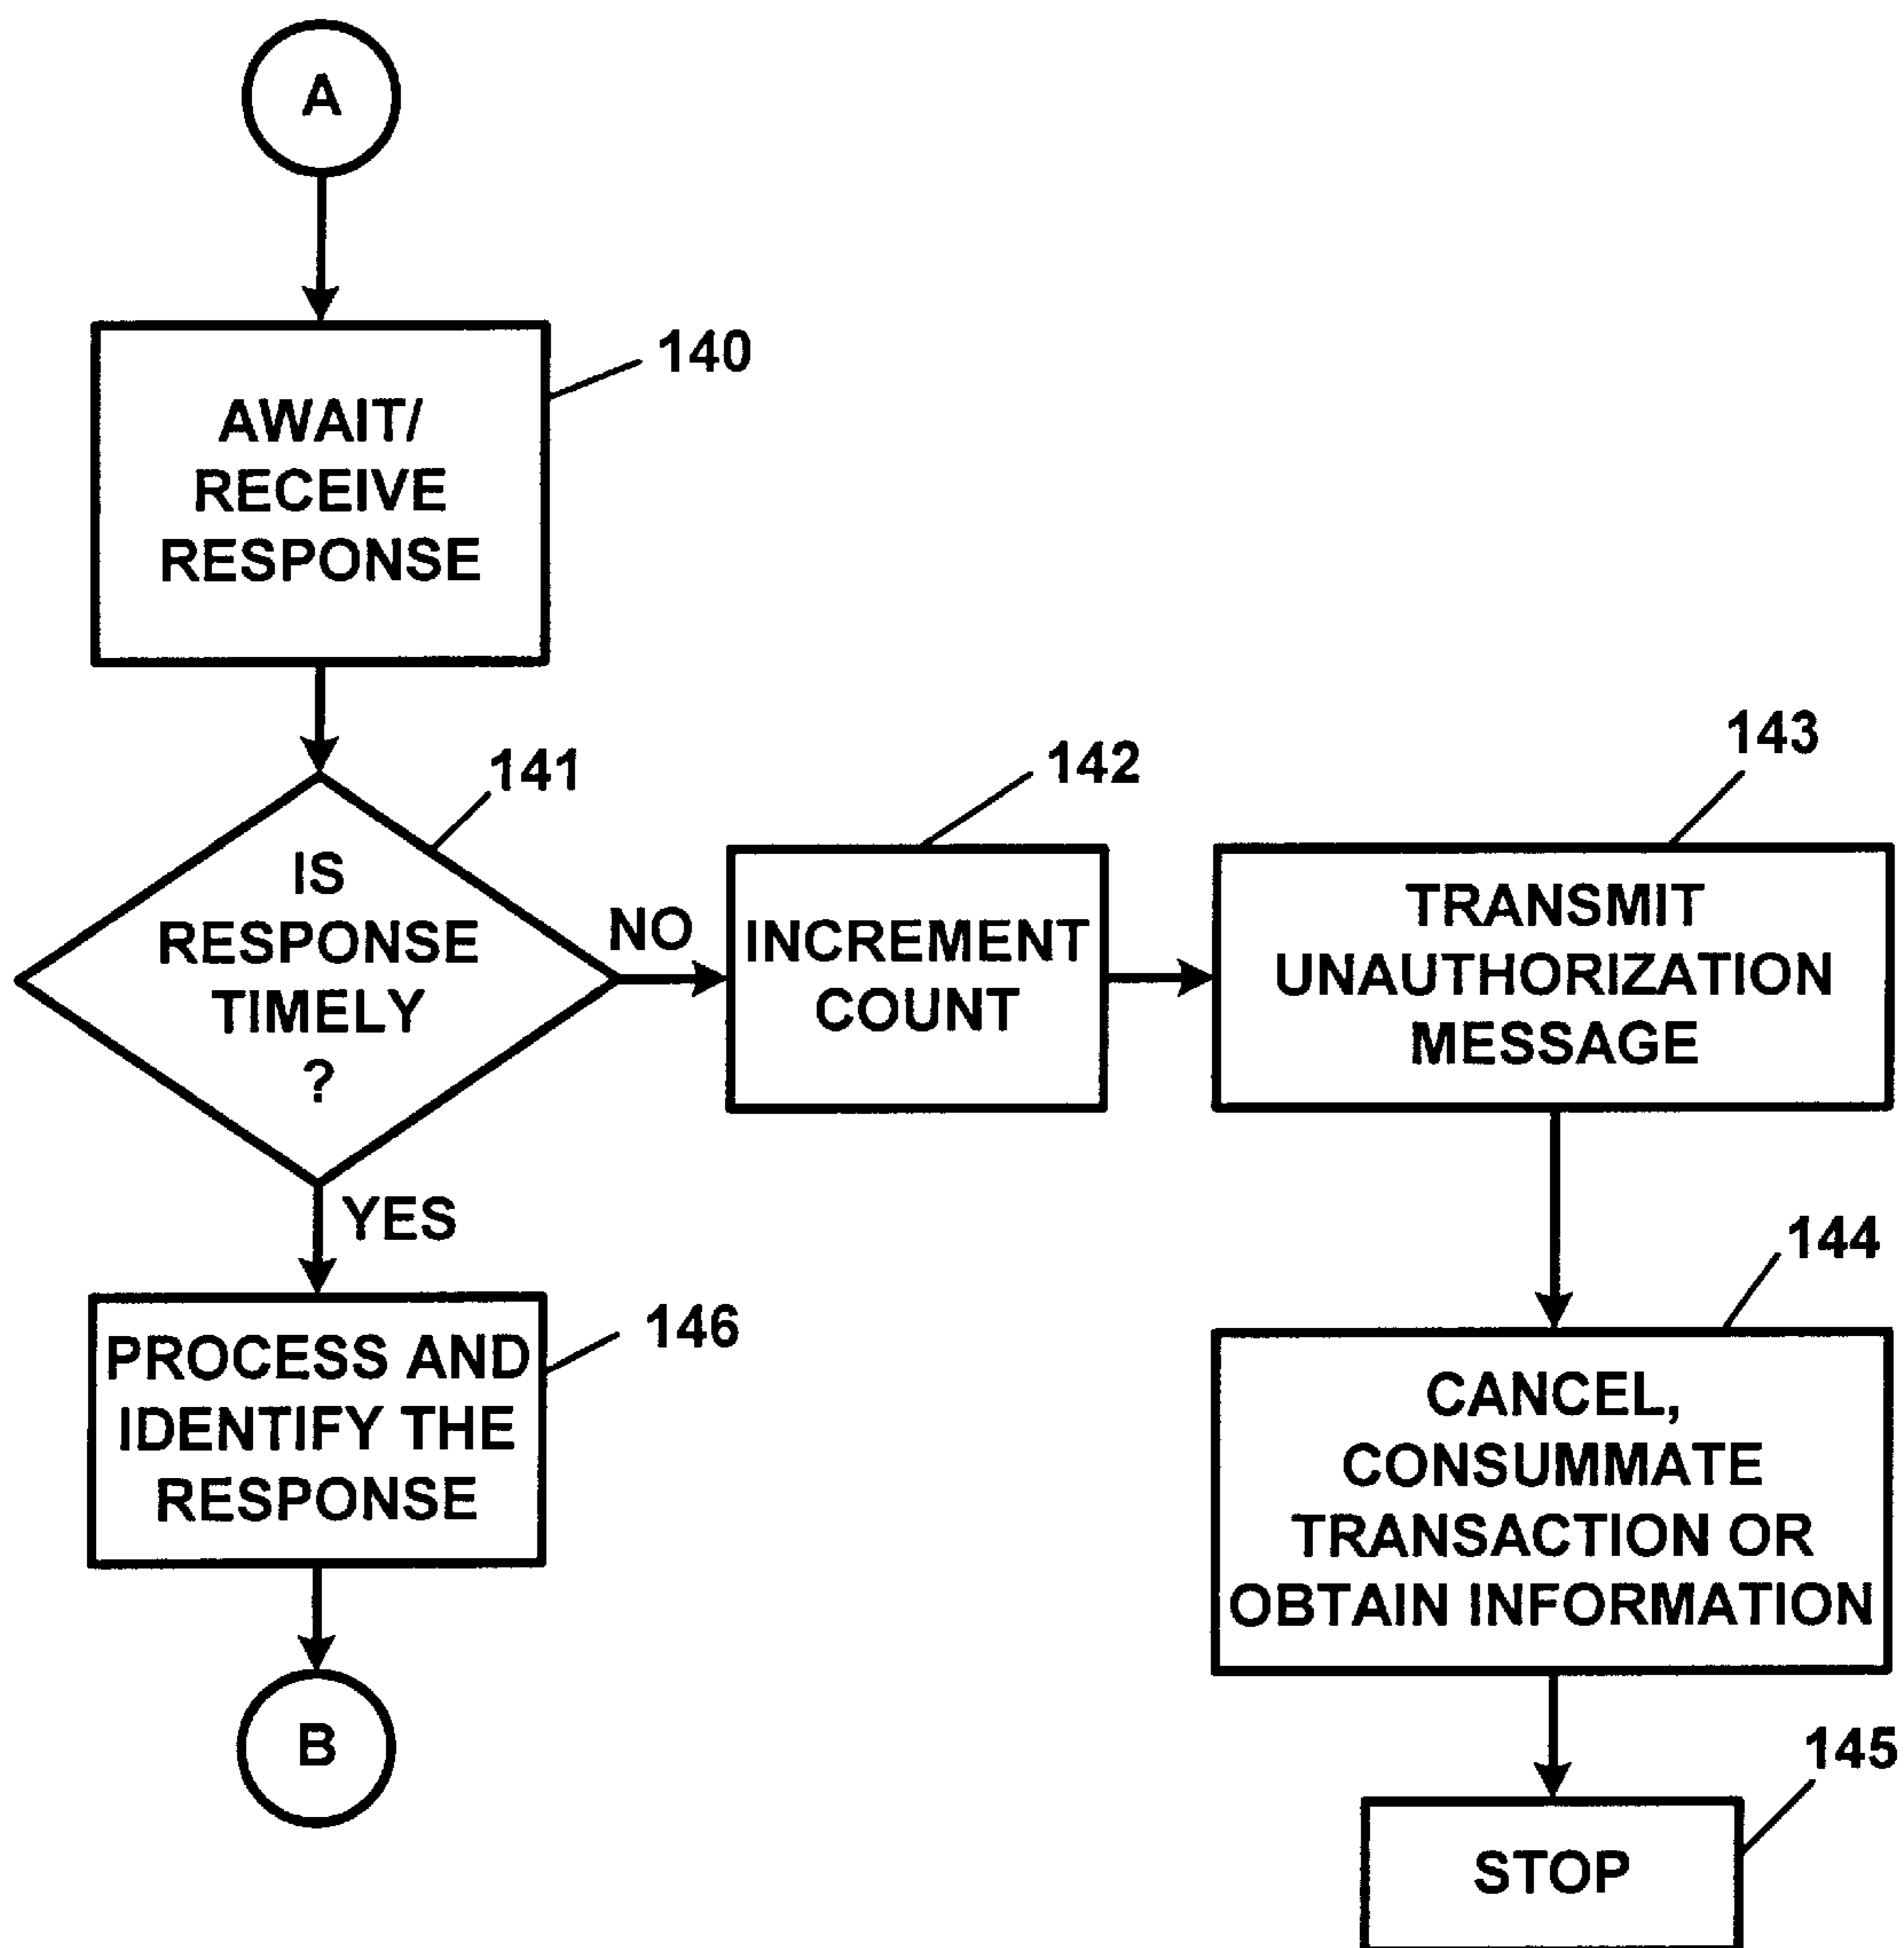 A
140
AWAIT/
RECEIVE
RESPONSE
141
IS
RESPONSE
TIMELY
?
NO
142
INCREMENT
COUNT
143
TRANSMIT
UNAUTHORIZATION
MESSAGE
YES
146
PROCESS AND
IDENTIFY THE
RESPONSE
B
144
CANCEL,
CONSUMMATE
TRANSACTION OR
OBTAIN INFORMATION
145
STOP